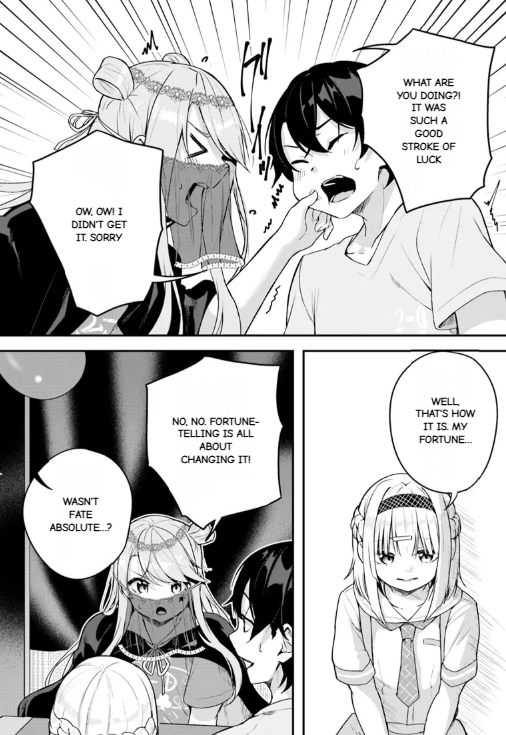 WHAT ARE
YOU DOING?!
IT WAS
SUCH A
GOOD
STROKE OF
LUCK
OW, OW! I
DIDN'T GET
IT. SORRY
WELL,
THAT'S HOW
IT IS. MY
FORTUNE...
NO, NO. FORTUNE-
TELLING IS ALL
ABOUT
CHANGING IT!
WASN'T
FATE
ABSOLUTE...?